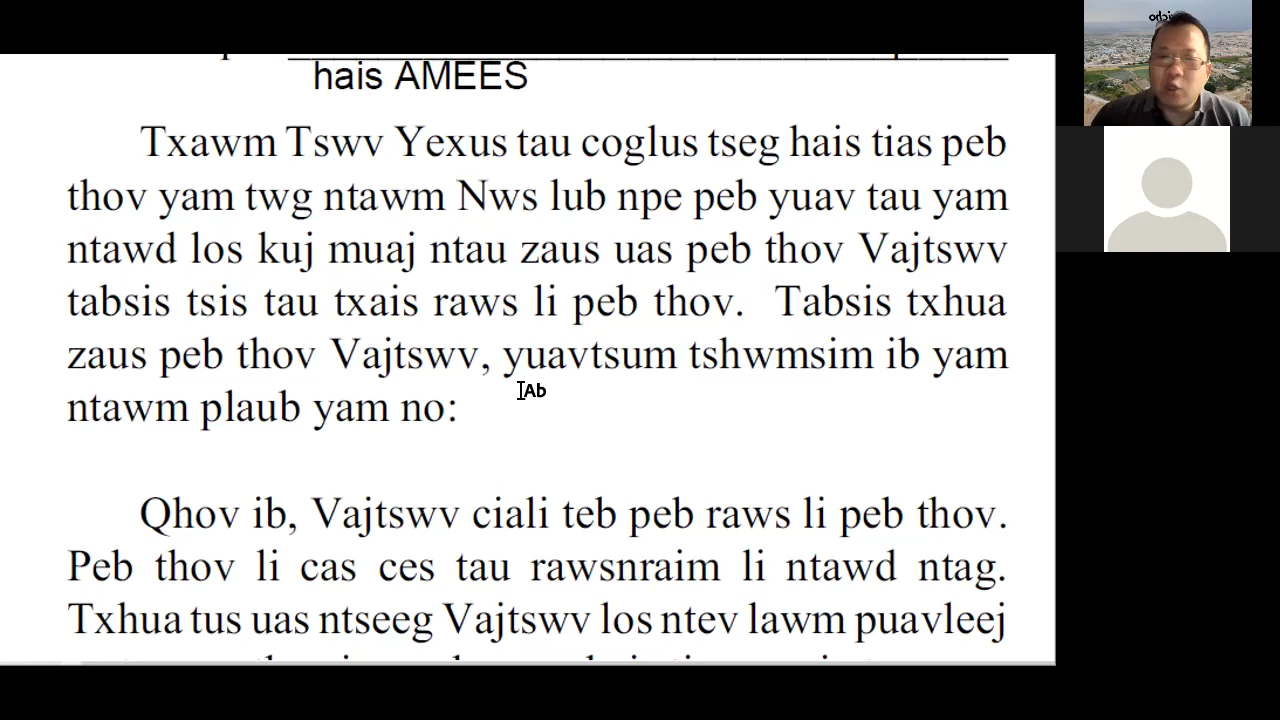 hais AMEES
Txawm Tswv Yexus tau coglus tseg hais tias peb
thov yam twg ntawm Nws lub npe peb yuav tau yam
ntawd los kuj muaj ntau zaus uas peb thov Vajtswv
tabsis tsis tau txais raws li peb thov. Tabsis txhua
zaus peb thov Vajtswv, yuavtsum tshwmsim ib yam
ntawm plaub yam no:
Ab
Qhov ib, Vajtswv ciali teb peb raws li peb thov.
Peb thov li cas ces tau rawsnraim li ntawd ntag.
Txhua tus uas ntseeg Vajtswv los ntev lawm puavleej